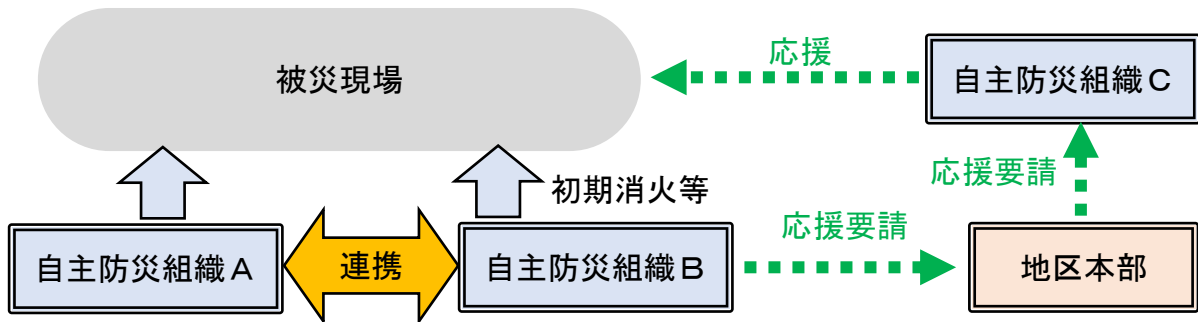 被災現場
応援
自主防災組織Ｃ
初期消火等
応援要請
自主防災組織Ａ
連携
自主防災組織Ｂ
応援要請
地区本部